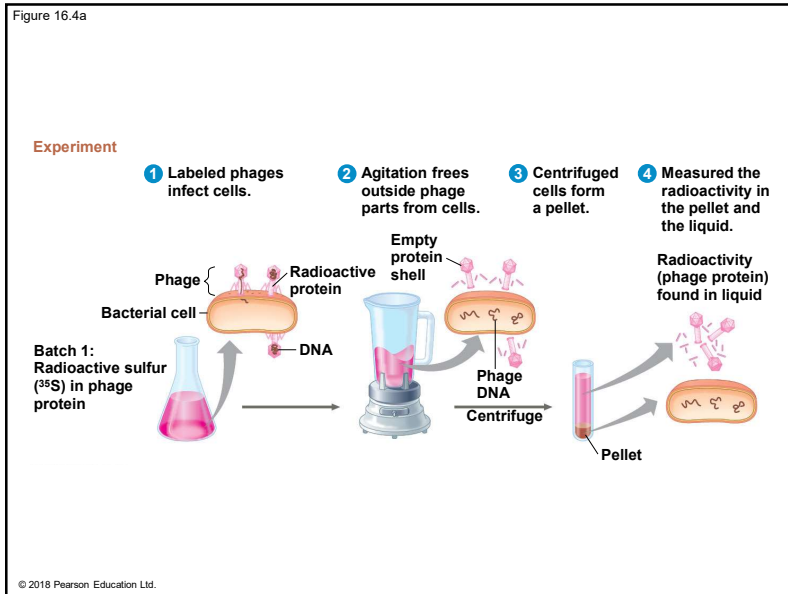 Figure 16.4a
Experiment
1 Labeled phages
infect cells.
2 Agitation frees
outside phage
parts from cells.
3 Centrifuged
cells form
a pellet.
4 Measured the
radioactivity in
the pellet and
the liquid.
Phage
Radioactive
protein
Bacterial cell
DNA
Batch 1:
Radioactive sulfur
(³⁵S) in phage
protein
Empty
protein
shell
Phage
DNA
Centrifuge
Radioactivity
(phage protein)
found in liquid
Pellet
© 2018 Pearson Education Ltd.